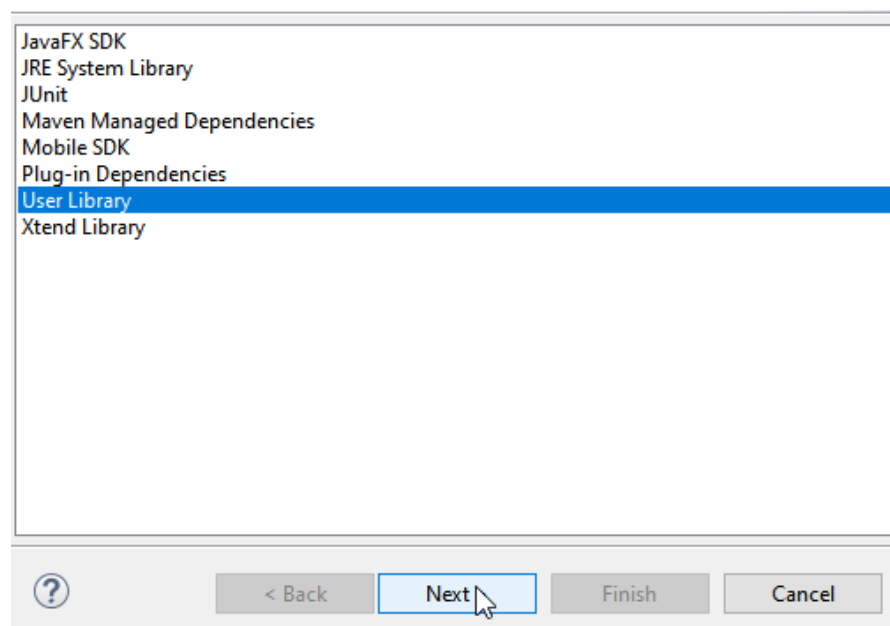 JavaFX SDK
JRE System Library
JUnit
Maven Managed Dependencies
Mobile SDK
Plug-in Dependencies
User Library
Xtend Library
?
< Back
Next
Finish
Cancel